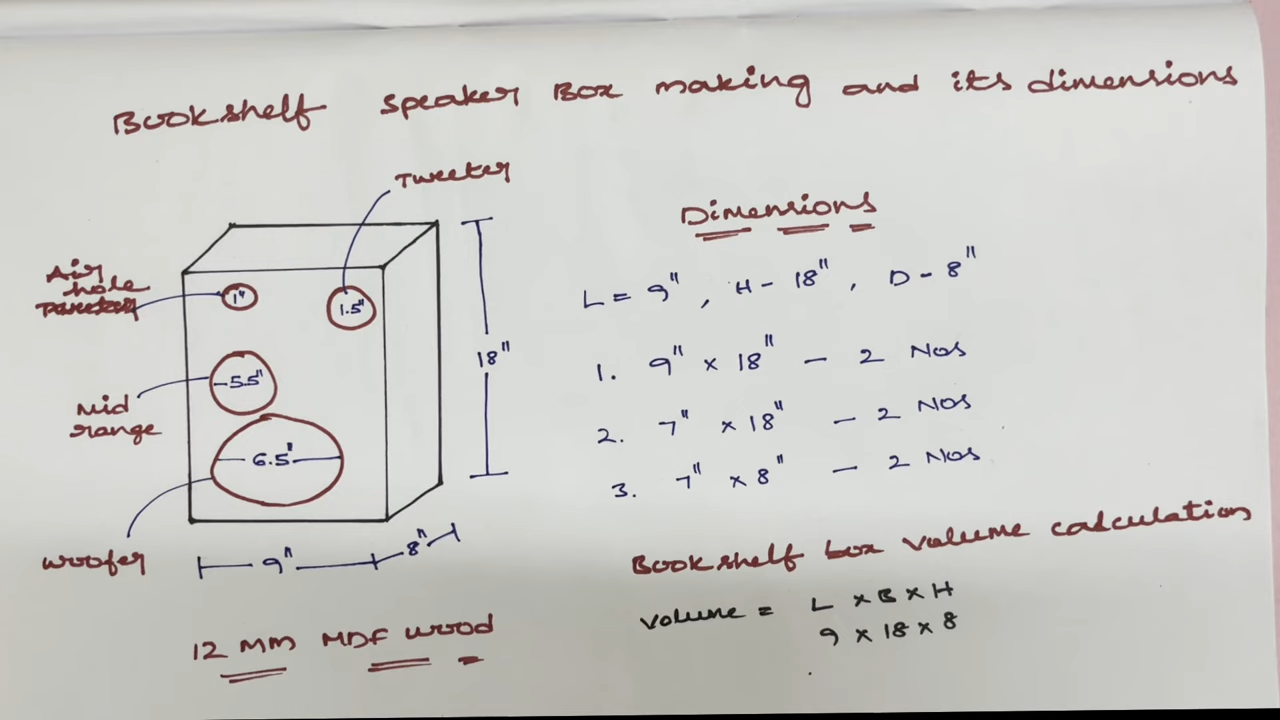 Bookshelf speaker Box making and its dimensions
Tweeter
Air
hole
1"
1.5"
18"
5.5"
Mid
range
6.5"
woofer
9"
8"
12 MM MDF wood
Dimensions
L = 9" , H - 18" , D - 8"
1. 9" x 18" - 2 Nos
2. 7" x 18" - 2 Nos
3. 7" x 8" - 2 Nos
Bookshelf box volume calculation
volume = L x B x H
9 x 18 x 8